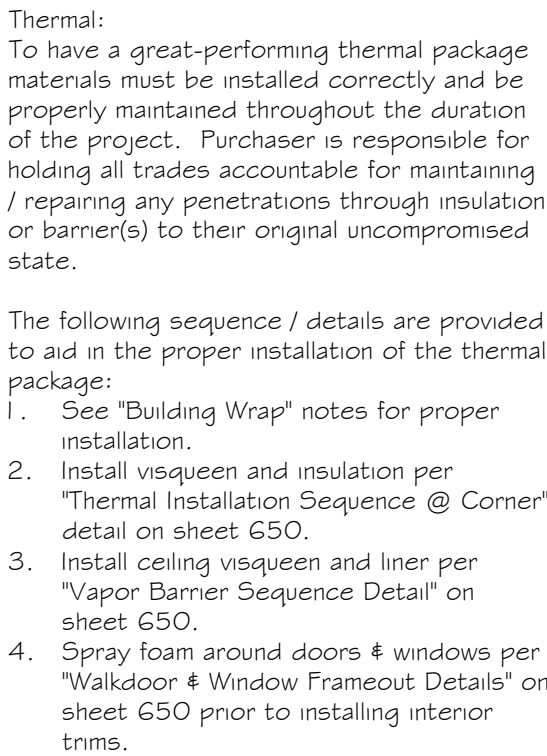 Thermal:
To have a great-performing thermal package
materials must be installed correctly and be
properly maintained throughout the duration
of the project.  Purchaser is responsible for
holding all trades accountable for maintaining
/ repairing any penetrations through insulation
or barrier(s) to their original uncompromised
state.

The following sequence / details are provided
to aid in the proper installation of the thermal
package:
1. See "Building Wrap" notes for proper
installation.
2. Install visqueen and insulation per
"Thermal Installation Sequence @ Corner"
detail on sheet 650.
3. Install ceiling visqueen and liner per
"Vapor Barrier Sequence Detail" on
sheet 650.
4. Spray foam around doors & windows per
"Walkdoor & Window Frameout Details" on
sheet 650 prior to installing interior
trims.